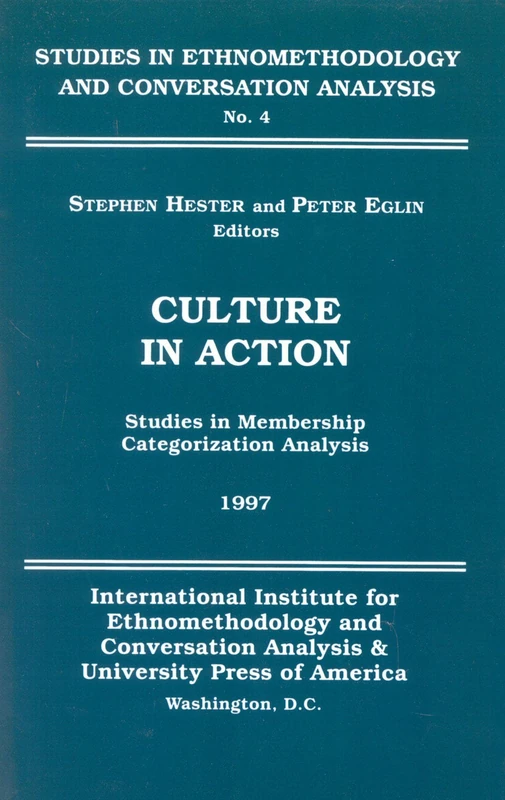 STUDIES IN ETHNOMETHODOLOGY
AND CONVERSATION ANALYSIS
No. 4
STEPHEN HESTER and PETER EGLIN
Editors
CULTURE
IN ACTION
Studies in Membership
Categorization Analysis
1997
International Institute for
Ethnomethodology and
Conversation Analysis &
University Press of America
Washington, D.C.